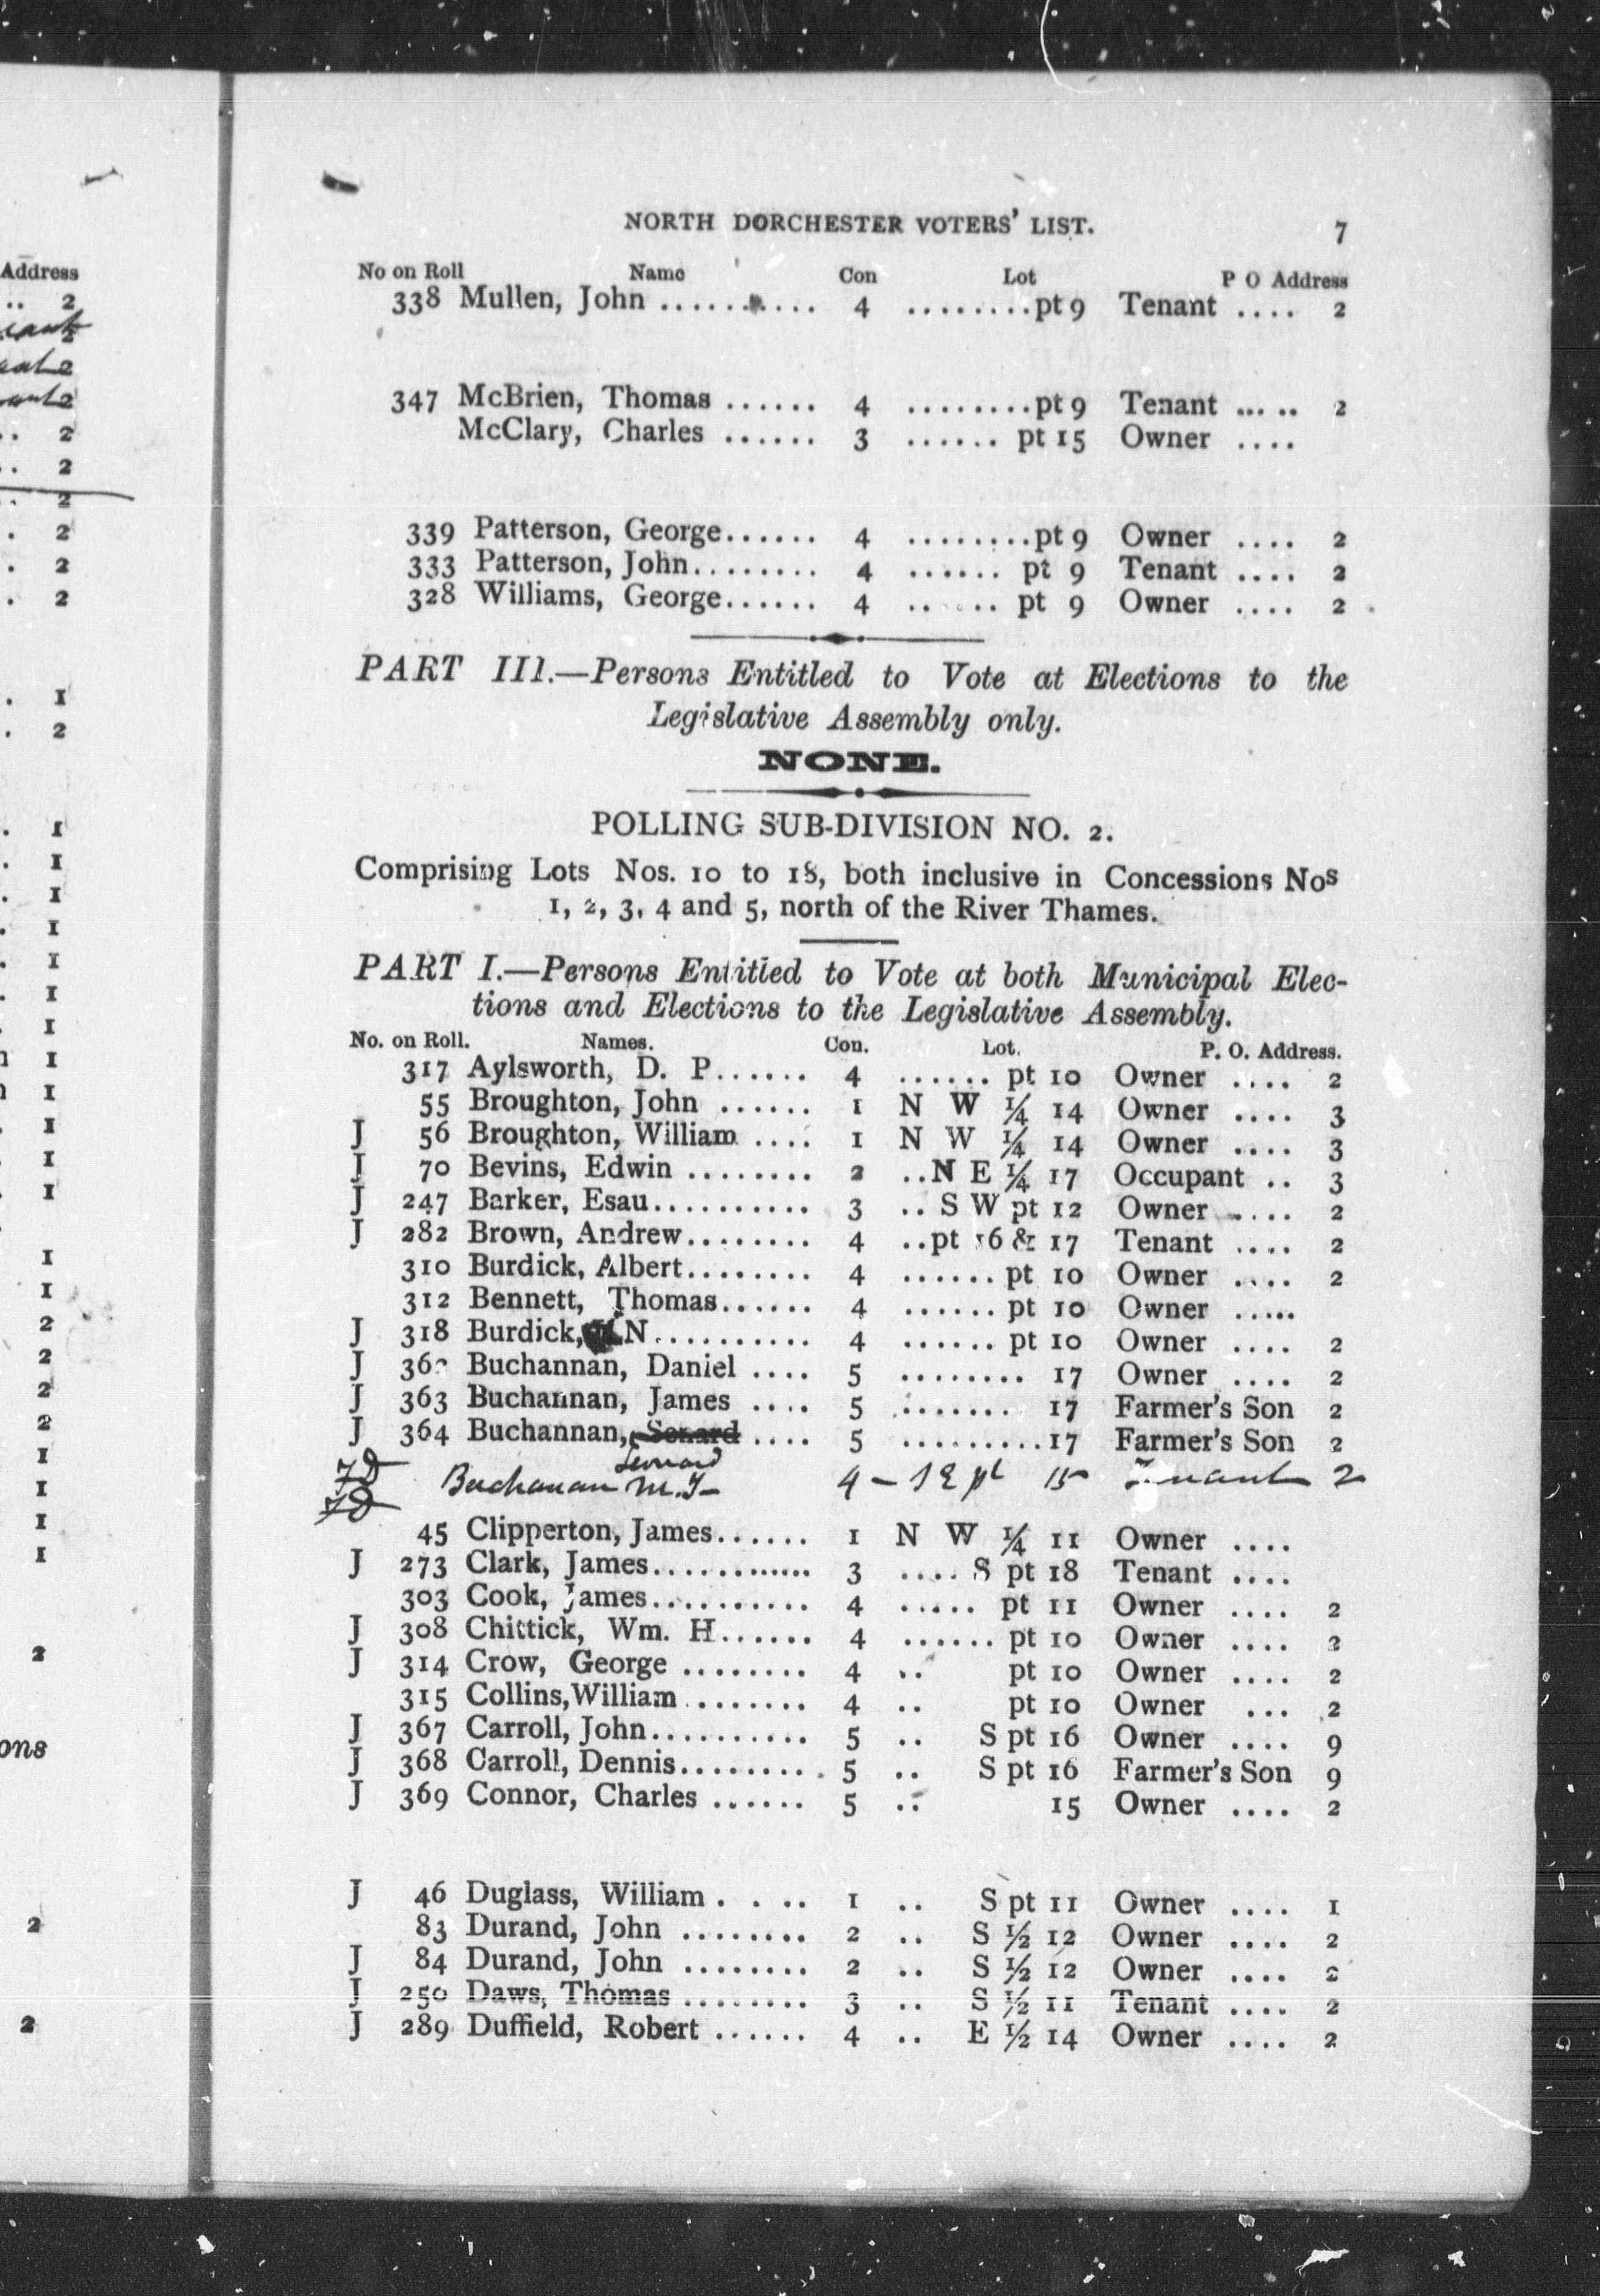 NORTH DORCHESTER VOTERS' LIST. 7
No on Roll Name Con Lot P O Address
338 Mullen, John .......... 4 ........pt 9 Tenant .... 2
347 McBrien, Thomas ...... 4 ........pt 9 Tenant ... .. 2
McClary, Charles ...... 3 ...... pt 15 Owner ....
339 Patterson, George...... 4 ........pt 9 Owner .... 2
333 Patterson, John........ 4 ...... pt 9 Tenant .... 2
328 Williams, George...... 4 ...... pt 9 Owner .... 2
PART III.—Persons Entitled to Vote at Elections to the
Legislative Assembly only.
NONE.
POLLING SUB-DIVISION NO. 2.
Comprising Lots Nos. 10 to 18, both inclusive in Concessions Nos
1, 2, 3, 4 and 5, north of the River Thames.
PART I.—Persons Entitled to Vote at both Municipal Elec-
tions and Elections to the Legislative Assembly.
No. on Roll. Names. Con. Lot. P. O. Address.
317 Aylsworth, D. P...... 4 ...... pt 10 Owner .... 2
55 Broughton, John ...... 1 N W ¼ 14 Owner .... 3
J 56 Broughton, William .... 1 N W ¼ 14 Owner .... 3
J 70 Bevins, Edwin ........ 2 ..N E ¼ 17 Occupant .. 3
J 247 Barker, Esau.......... 3 .. S W pt 12 Owner .... 2
J 282 Brown, Andrew........ 4 ..pt 16 & 17 Tenant .... 2
310 Burdick, Albert........ 4 ...... pt 10 Owner .... 2
312 Bennett, Thomas...... 4 ...... pt 10 Owner .....
J 318 Burdick, N.......... 4 ...... pt 10 Owner .... 2
J Buchannan, Daniel .... 5 ........ 17 Owner .... 2
J 363 Buchannan, James .... 5 ........ 17 Farmer's Son 2
J 364 Buchannan, Senard .... 5 .........17 Farmer's Son 2
Lennard
Buchanan M. J— 4 — S E pt 15 Tenant 2
45 Clipperton, James...... 1 N W ¼ 11 Owner ....
J 273 Clark, James.......... 3 .... S pt 18 Tenant ....
303 Cook, James.......... 4 ..... pt 11 Owner .... 2
J 308 Chittick, Wm. H...... 4 ...... pt 10 Owner .... 2
J 314 Crow, George ........ 4 .. pt 10 Owner .... 2
315 Collins,William ........ 4 .. pt 10 Owner ... 2
J 367 Carroll, John.......... 5 .. S pt 16 Owner .... 9
J 368 Carroll, Dennis........ 5 .. S pt 16 Farmer's Son 9
J 369 Connor, Charles ...... 5 .. 15 Owner .... 2
J 46 Duglass, William . . .. 1 .. S pt 11 Owner .... 1
83 Durand, John ........ 2 .. S ½ 12 Owner .... 2
J 84 Durand, John ........ 2 .. S ½ 12 Owner .... 2
J 250 Daws, Thomas ........ 3 .. S ½ 11 Tenant .... 2
J 289 Duffield, Robert ...... 4 .. E ½ 14 Owner .... 2